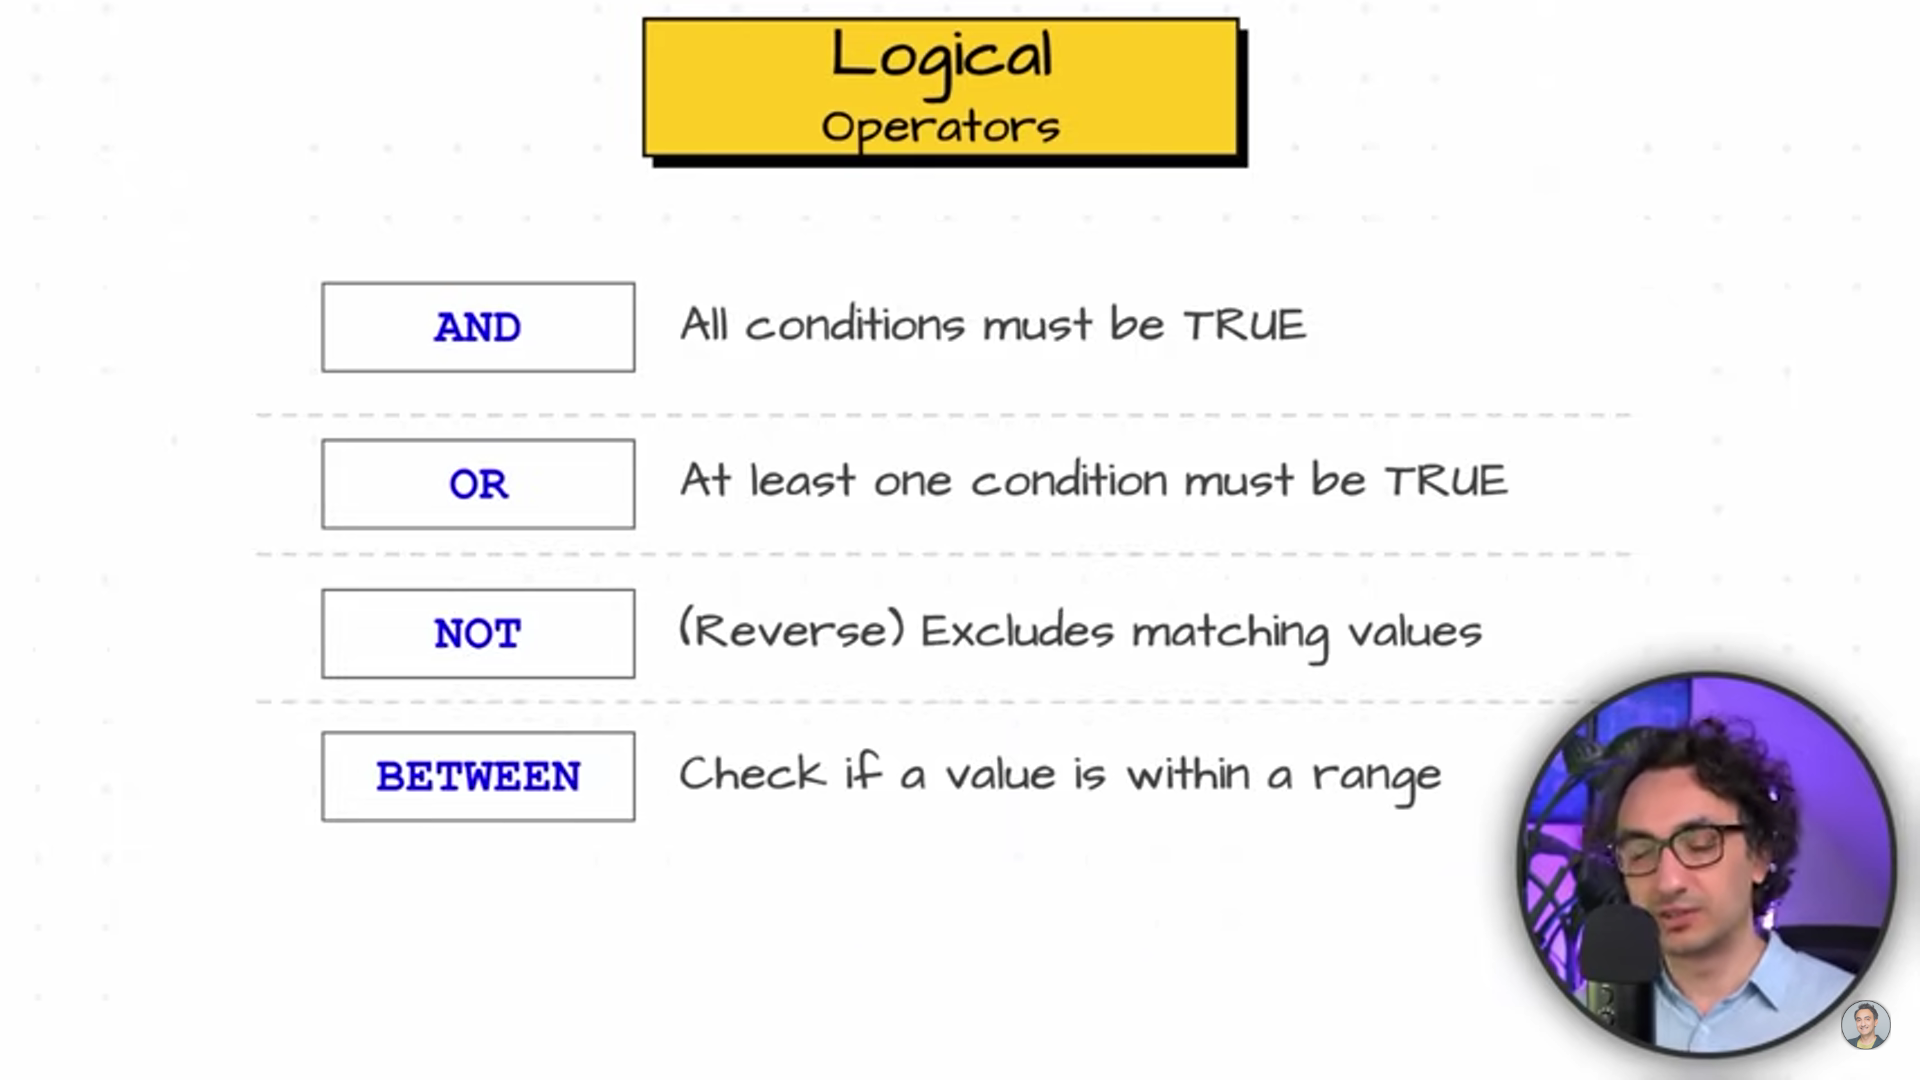 Logical
Operators
AND
All conditions must be TRUE
OR
At least one condition must be TRUE
NOT
(Reverse) Excludes matching values
BETWEEN
Check if a value is within a range